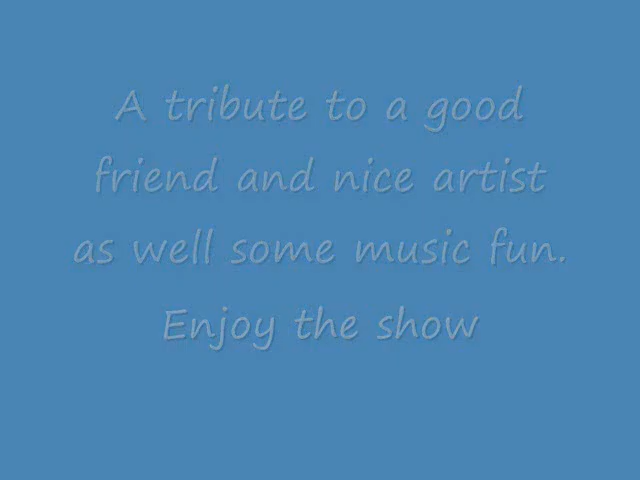 A tribute to a good
friend and nice artist
as well some music fun.
Enjoy the show